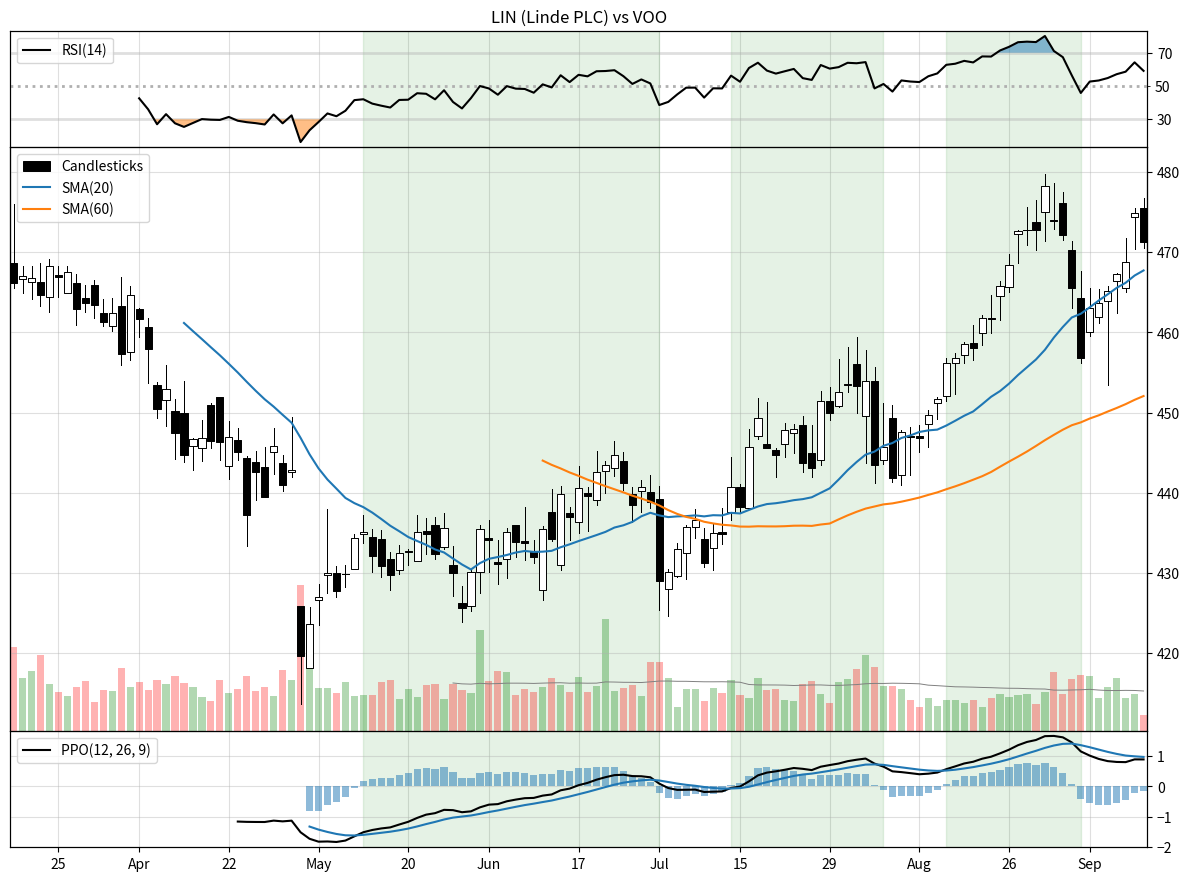 LIN (Linde PLC) vs VOO
RSI(14)
70
50
30
Candlesticks
SMA(20)
SMA(60)
480
470
460
450
440
430
420
PPO(12, 26, 9)
1
0
−1
−2
25 Apr 22 May 20 Jun 17 Jul 15 29 Aug 26 Sep